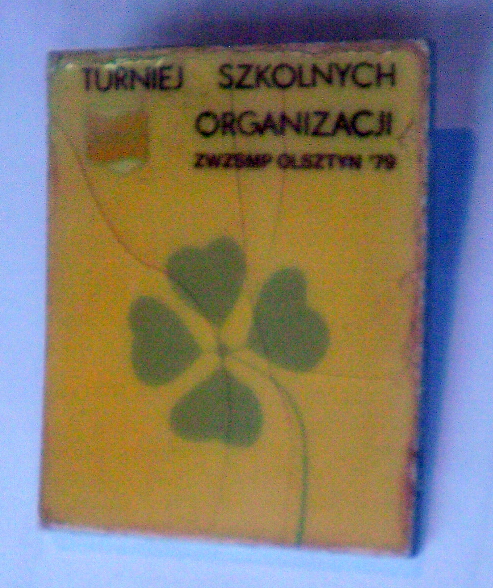 TURNIEJ SZKOLNYCH
ORGANIZACJI
ZWZSMP OLSZTYN '79